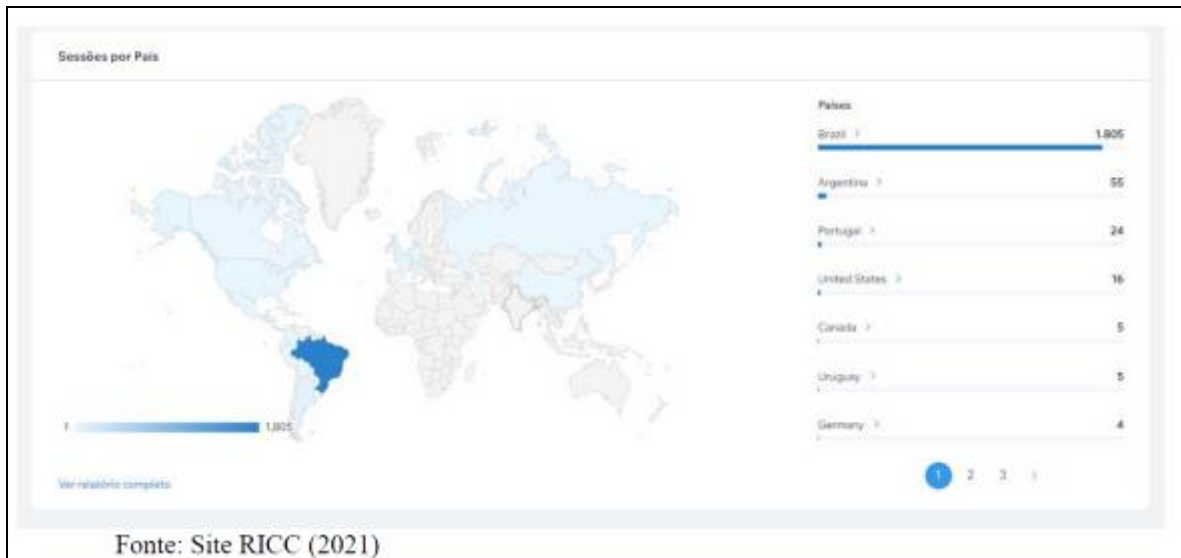 Sessões por País
Países
Brazil >
1.805
Argentina >
55
Portugal >
24
United States >
16
Canada >
5
Uruguay >
5
Germany >
4
1
1,805
1 2 3 >
Ver relatório completo
Fonte: Site RICC (2021)